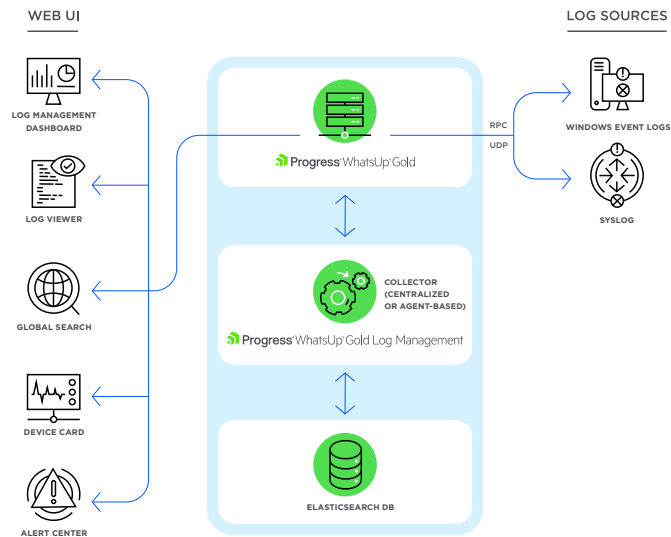 WEB UI
LOG SOURCES
LOG MANAGEMENT
DASHBOARD
LOG VIEWER
GLOBAL SEARCH
DEVICE CARD
ALERT CENTER
Progress® WhatsUp® Gold
COLLECTOR
(CENTRALIZED
OR AGENT-BASED)
Progress® WhatsUp® Gold Log Management
ELASTICSEARCH DB
RPC
UDP
WINDOWS EVENT LOGS
SYSLOG